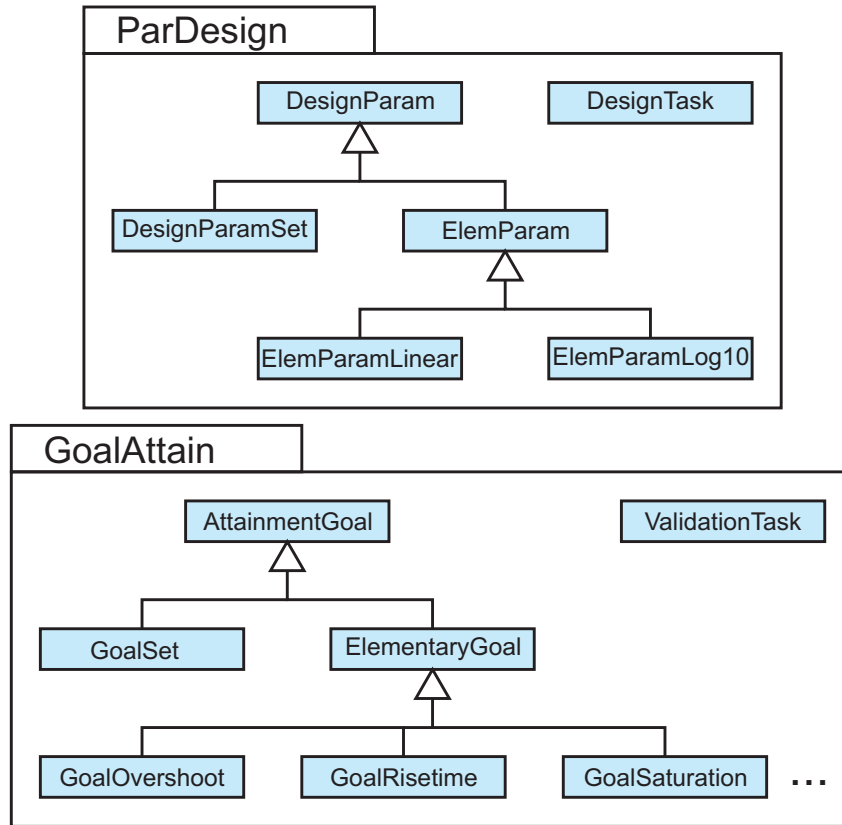 ParDesign
DesignParam
DesignTask
DesignParamSet
ElemParam
ElemParamLinear
ElemParamLog10
GoalAttain
AttainmentGoal
ValidationTask
GoalSet
ElementaryGoal
GoalOvershoot
GoalRisetime
GoalSaturation
...